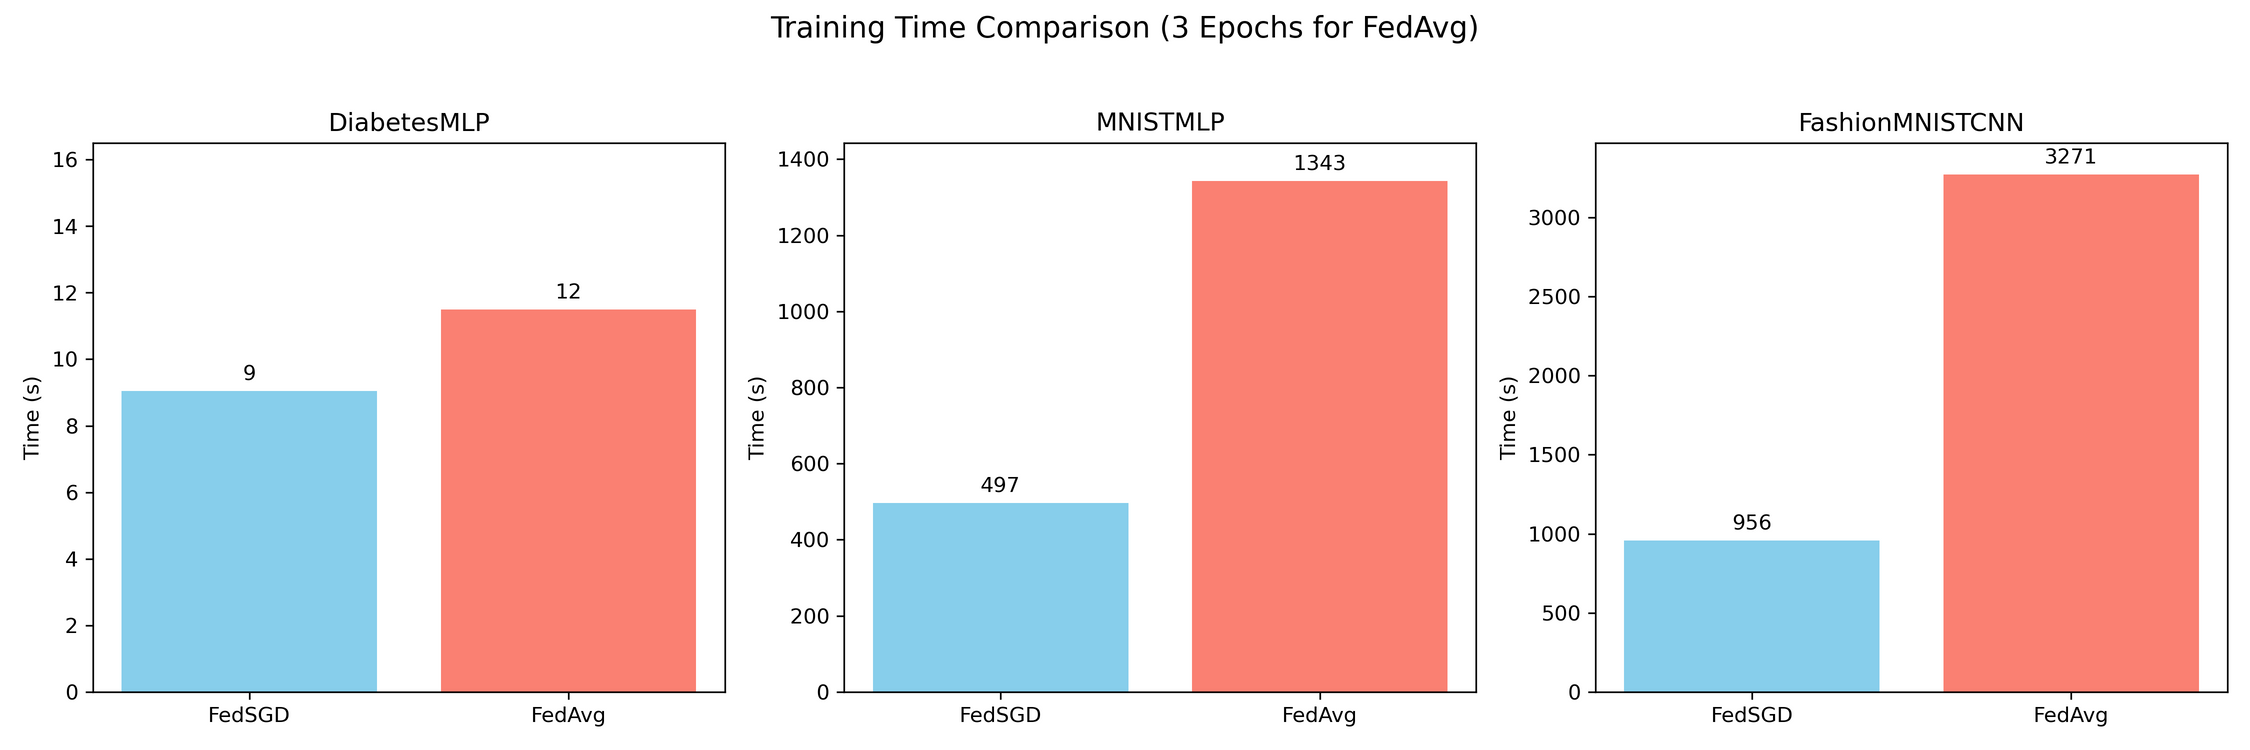 Training Time Comparison (3 Epochs for FedAvg)
DiabetesMLP
16
14
12
10
8
6
4
2
0
Time (s)
9
12
FedSGD
FedAvg
MNISTMLP
1400
1200
1000
800
600
400
200
0
Time (s)
497
1343
FedSGD
FedAvg
FashionMNISTCNN
3000
2500
2000
1500
1000
500
0
Time (s)
956
3271
FedSGD
FedAvg